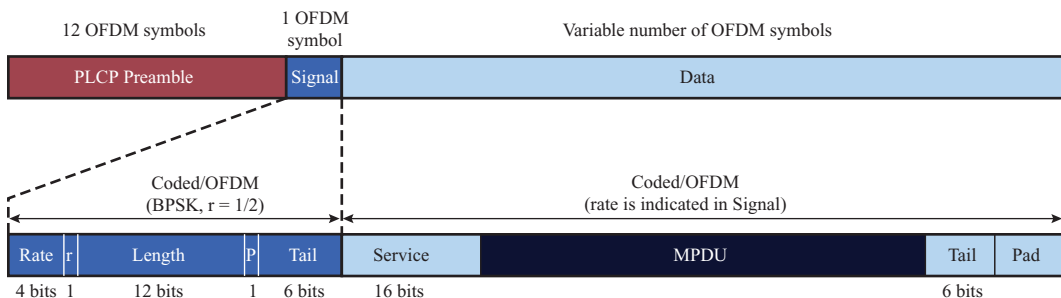 12 OFDM symbols
1 OFDM
symbol
Variable number of OFDM symbols
PLCP Preamble
Signal
Data
Coded/OFDM
(BPSK, r = 1/2)
Coded/OFDM
(rate is indicated in Signal)
Rate
r
Length
P
Tail
Service
MPDU
Tail
Pad
4 bits
1
12 bits
1
6 bits
16 bits
6 bits